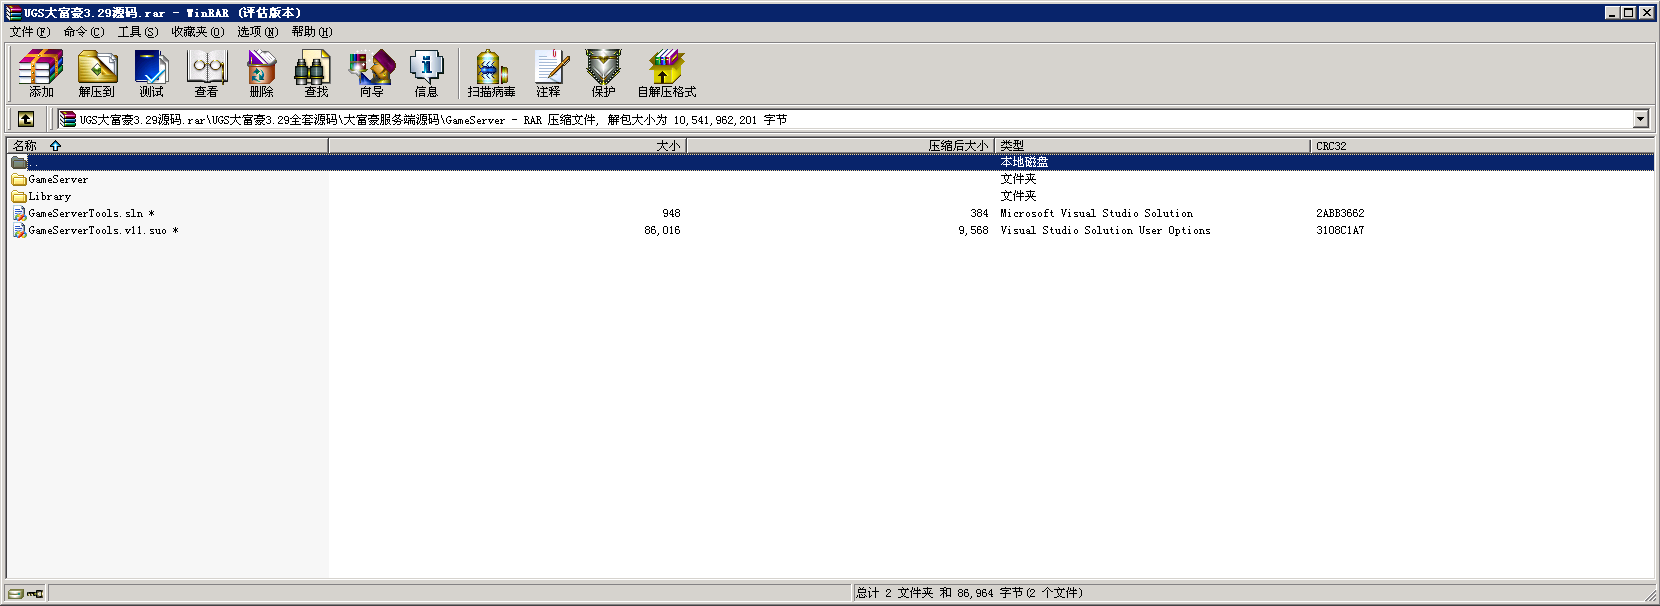 UGS大富豪3.29源码.rar - WinRAR (评估版本)
文件(F) 命令(C) 工具(S) 收藏夹(O) 选项(N) 帮助(H)
添加 解压到 测试 查看 删除 查找 向导 信息 扫描病毒 注释 保护 自解压格式
UGS大富豪3.29源码.rar\UGS大富豪3.29全套源码\大富豪服务端源码\GameServer - RAR 压缩文件, 解包大小为 10,541,962,201 字节
名称 大小 压缩后大小 类型 CRC32
.. 本地磁盘
GameServer 文件夹
Library 文件夹
GameServerTools.sln * 948 384 Microsoft Visual Studio Solution 2ABB3662
GameServerTools.v11.suo * 86,016 9,568 Visual Studio Solution User Options 3108C1A7
总计 2 文件夹 和 86,964 字节(2 个文件)